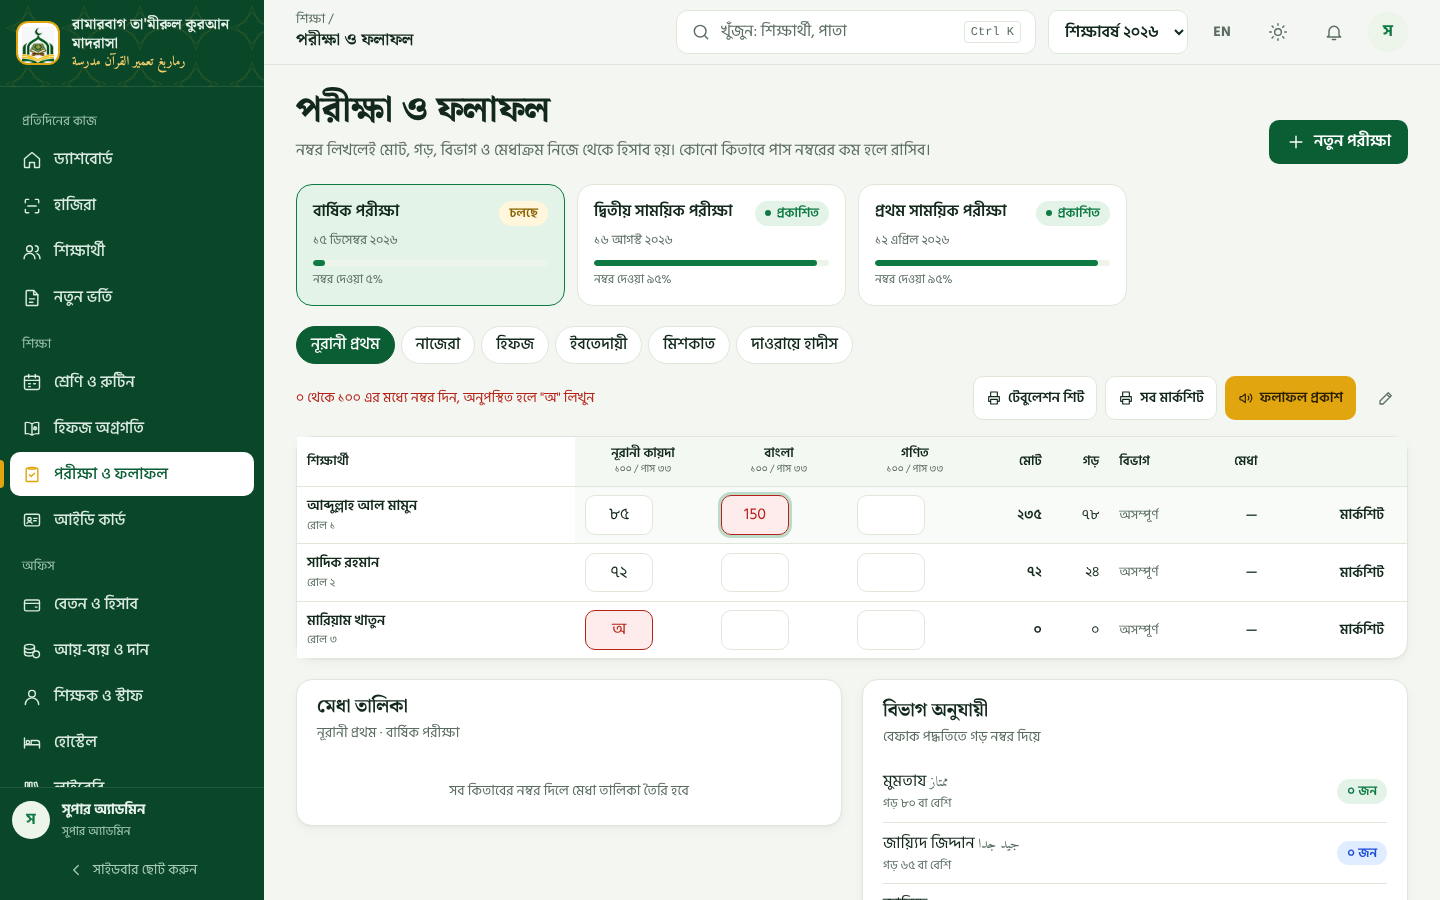 রামারবাগ তা'মীরুল কুরআন
মাদরাসা
رماربغ تعمير القرآن مدرسة
প্রতিদিনের কাজ
ড্যাশবোর্ড
হাজিরা
শিক্ষার্থী
নতুন ভর্তি
শিক্ষা
শ্রেণি ও রুটিন
হিফজ অগ্রগতি
পরীক্ষা ও ফলাফল
আইডি কার্ড
অফিস
বেতন ও হিসাব
আয়-ব্যয় ও দান
শিক্ষক ও স্টাফ
হোস্টেল
স
সুপার অ্যাডমিন
সুপার অ্যাডমিন
সাইডবার ছোট করুন
শিক্ষা /
পরীক্ষা ও ফলাফল
খুঁজুন: শিক্ষার্থী, পাতা
Ctrl K
শিক্ষাবর্ষ ২০২৬
EN
স
পরীক্ষা ও ফলাফল
নম্বর লিখলেই মোট, গড়, বিভাগ ও মেধাক্রম নিজে থেকে হিসাব হয়। কোনো কিতাবে পাস নম্বরের কম হলে রাসিব।
নতুন পরীক্ষা
বার্ষিক পরীক্ষা চলছে
১৫ ডিসেম্বর ২০২৬
নম্বর দেওয়া ৫%
দ্বিতীয় সাময়িক পরীক্ষা প্রকাশিত
১৬ আগস্ট ২০২৬
নম্বর দেওয়া ৯৫%
প্রথম সাময়িক পরীক্ষা প্রকাশিত
১২ এপ্রিল ২০২৬
নম্বর দেওয়া ৯৫%
নূরানী প্রথম নাজেরা হিফজ ইবতেদায়ী মিশকাত দাওরায়ে হাদীস
০ থেকে ১০০ এর মধ্যে নম্বর দিন, অনুপস্থিত হলে "অ" লিখুন
টেবুলেশন শিট সব মার্কশিট ফলাফল প্রকাশ
শিক্ষার্থী নূরানী কায়দা বাংলা গণিত মোট গড় বিভাগ মেধা
১০০ / পাস ৩৩ ১০০ / পাস ৩৩ ১০০ / পাস ৩৩
আব্দুল্লাহ আল মামুন ৮৫ 150 ২৩৫ ৭৮ অসম্পূর্ণ — মার্কশিট
রোল ১
সাদিক রহমান ৭২ ৭২ ২৪ অসম্পূর্ণ — মার্কশিট
রোল ২
মারিয়াম খাতুন অ ০ ০ অসম্পূর্ণ — মার্কশিট
রোল ৩
মেধা তালিকা
নূরানী প্রথম · বার্ষিক পরীক্ষা
সব কিতাবের নম্বর দিলে মেধা তালিকা তৈরি হবে
বিভাগ অনুযায়ী
বেফাক পদ্ধতিতে গড় নম্বর দিয়ে
মুমতায ممتاز ০ জন
গড় ৮০ বা বেশি
জায়্যিদ জিদ্দান جيد جدا ০ জন
গড় ৬৫ বা বেশি